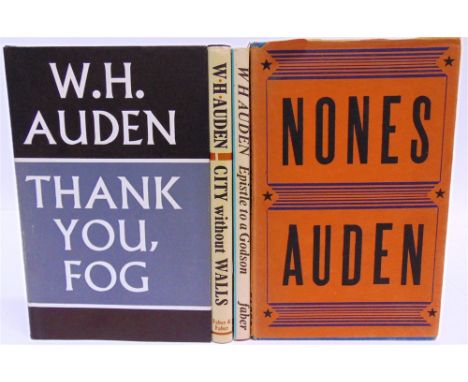 W.H.
AUDEN
THANK
YOU,
FOG
W·H·AUDEN CITY without WALLS
Faber &
Faber
W H AUDEN Epistle to a Godson faber
NONES
AUDEN